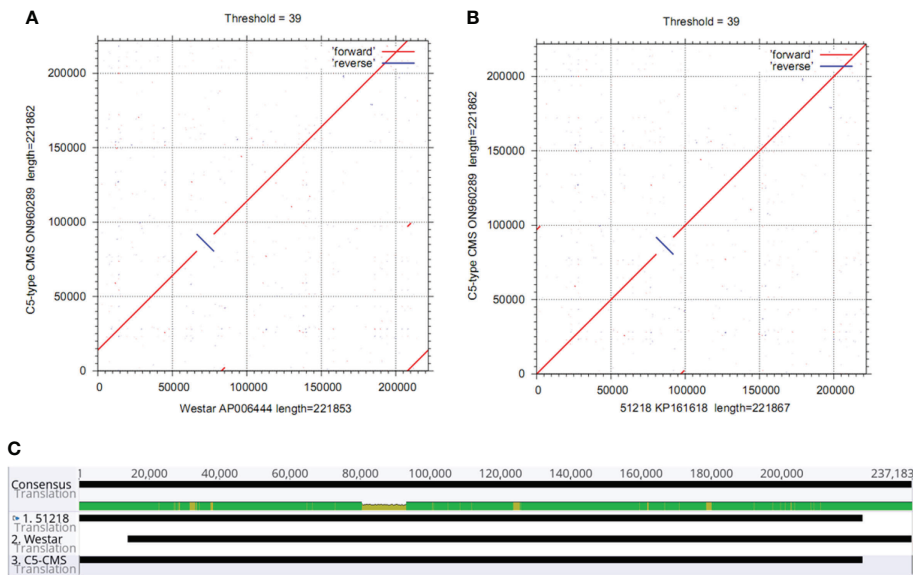 A
Threshold = 39
'forward'
'reverse'
200000
150000
100000
50000
0
C5-type CMS ON960289 length=221862
0 50000 100000 150000 200000
Westar AP006444 length=221853
B
Threshold = 39
'forward'
'reverse'
200000
150000
100000
50000
0
C5-type CMS ON960289 length=221862
0 50000 100000 150000 200000
51218 KP161618 length=221867
C
1 20,000 40,000 60,000 80,000 100,000 120,000 140,000 160,000 180,000 200,000 237,183
Consensus
Translation
1. 51218
Translation
2. Westar
Translation
3. C5-CMS
Translation